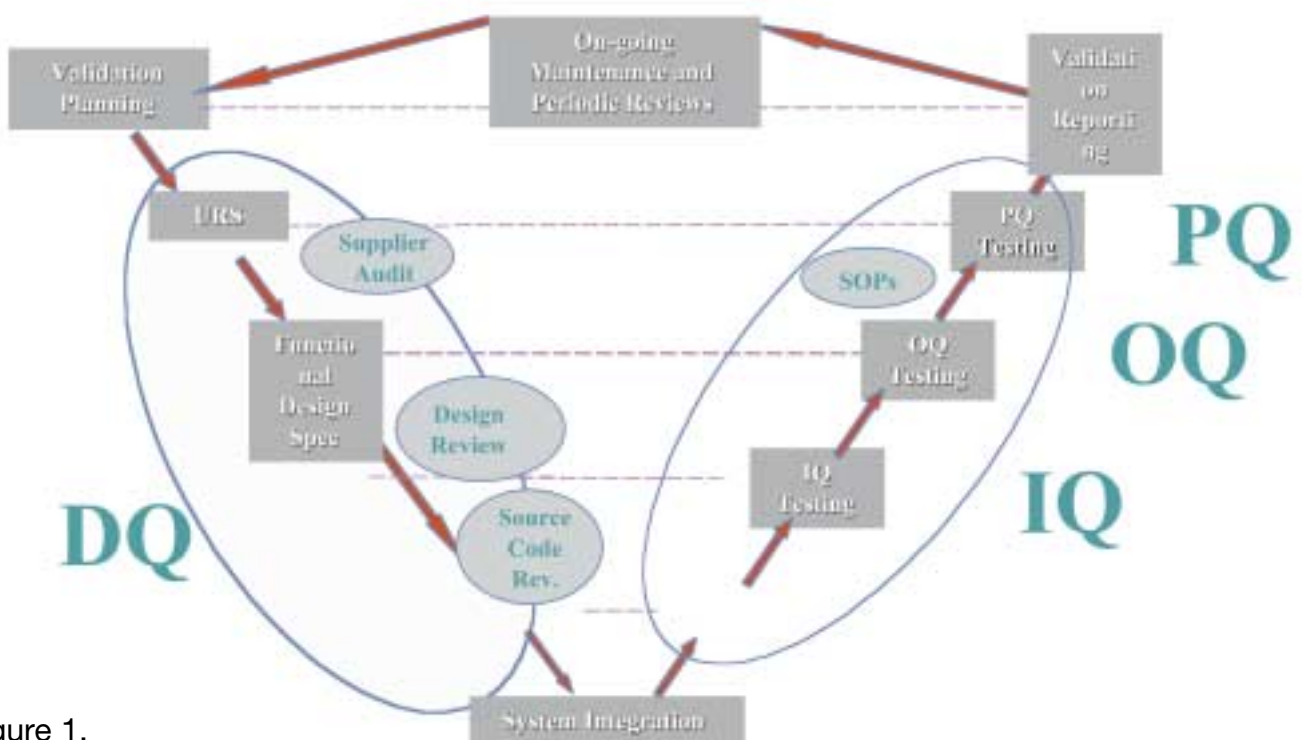 On-going
Maintenance and
Periodic Reviews
Validation
Planning
Validati
on
Reporti
ng
URS
Supplier
Audit
PQ
Testing
PQ
SOPs
Functio
nal
Design
Spec
OQ
Testing
OQ
Design
Review
IQ
Testing
IQ
DQ
Source
Code
Rev.
System Integration
gure 1.